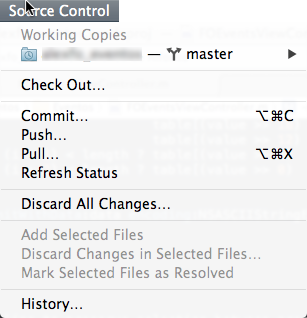 Source Control
Working Copies
— master
Check Out...
Commit... ⌥⌘C
Push...
Pull... ⌥⌘X
Refresh Status
Discard All Changes...
Add Selected Files
Discard Changes in Selected Files...
Mark Selected Files as Resolved
History...